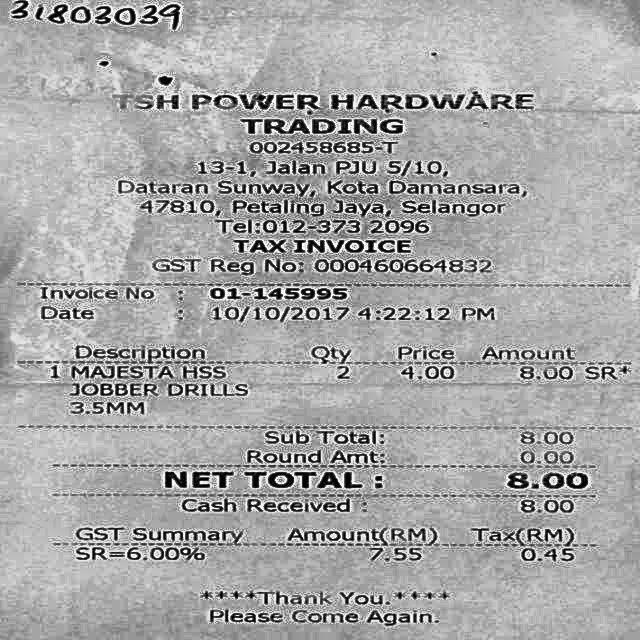 31803039
TSH POWER HARDWARE
TRADING
002458685-T
13-1, Jalan PJU 5/10,
Dataran Sunway, Kota Damansara,
47810, Petaling Jaya, Selangor
Tel:012-373 2096
TAX INVOICE
GST Reg No: 000460664832
Invoice No : 01-145995
Date : 10/10/2017 4:22:12 PM
Description Qty Price Amount
1 MAJESTA HSS 2 4.00 8.00 SR*
JOBBER DRILLS
3.5MM
Sub Total: 8.00
Round Amt: 0.00
NET TOTAL : 8.00
Cash Received : 8.00
GST Summary Amount(RM) Tax(RM)
SR=6.00% 7.55 0.45
****Thank You.****
Please Come Again.